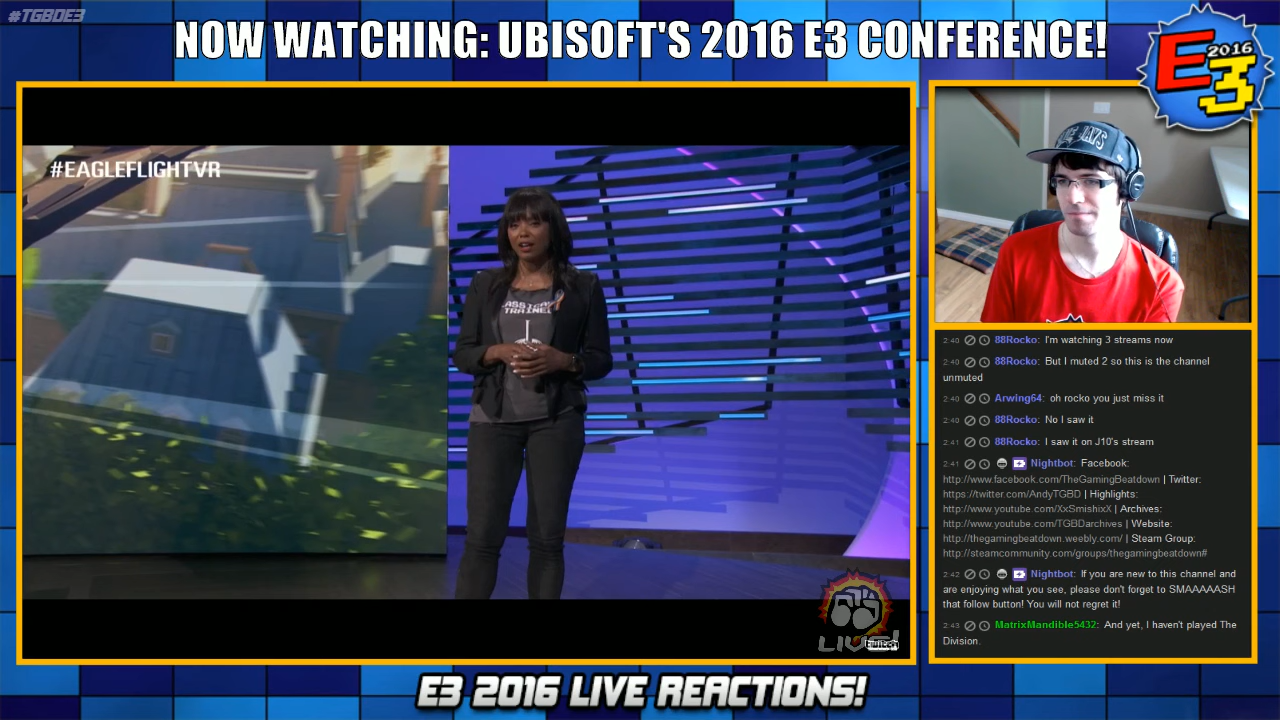 #TGBDE3
NOW WATCHING: UBISOFT'S 2016 E3 CONFERENCE!
E3
2016
#EAGLEFLIGHTVR
TRAINED
LIVE!
twitch
2:40 88Rocko: I'm watching 3 streams now
2:40 88Rocko: But I muted 2 so this is the channel
unmuted
2:40 Arwing64: oh rocko you just miss it
2:40 88Rocko: No I saw it
2:41 88Rocko: I saw it on J10's stream
2:41 Nightbot: Facebook:
http://www.facebook.com/TheGamingBeatdown | Twitter:
https://twitter.com/AndyTGBD | Highlights:
http://www.youtube.com/XxSmishixX | Archives:
http://www.youtube.com/TGBDarchives | Website:
http://thegamingbeatdown.weebly.com/ | Steam Group:
http://steamcommunity.com/groups/thegamingbeatdown#
2:42 Nightbot: If you are new to this channel and
are enjoying what you see, please don't forget to SMAAAAASH
that follow button! You will not regret it!
2:43 MatrixMandible5432: And yet, I haven't played The
Division.
E3 2016 LIVE REACTIONS!